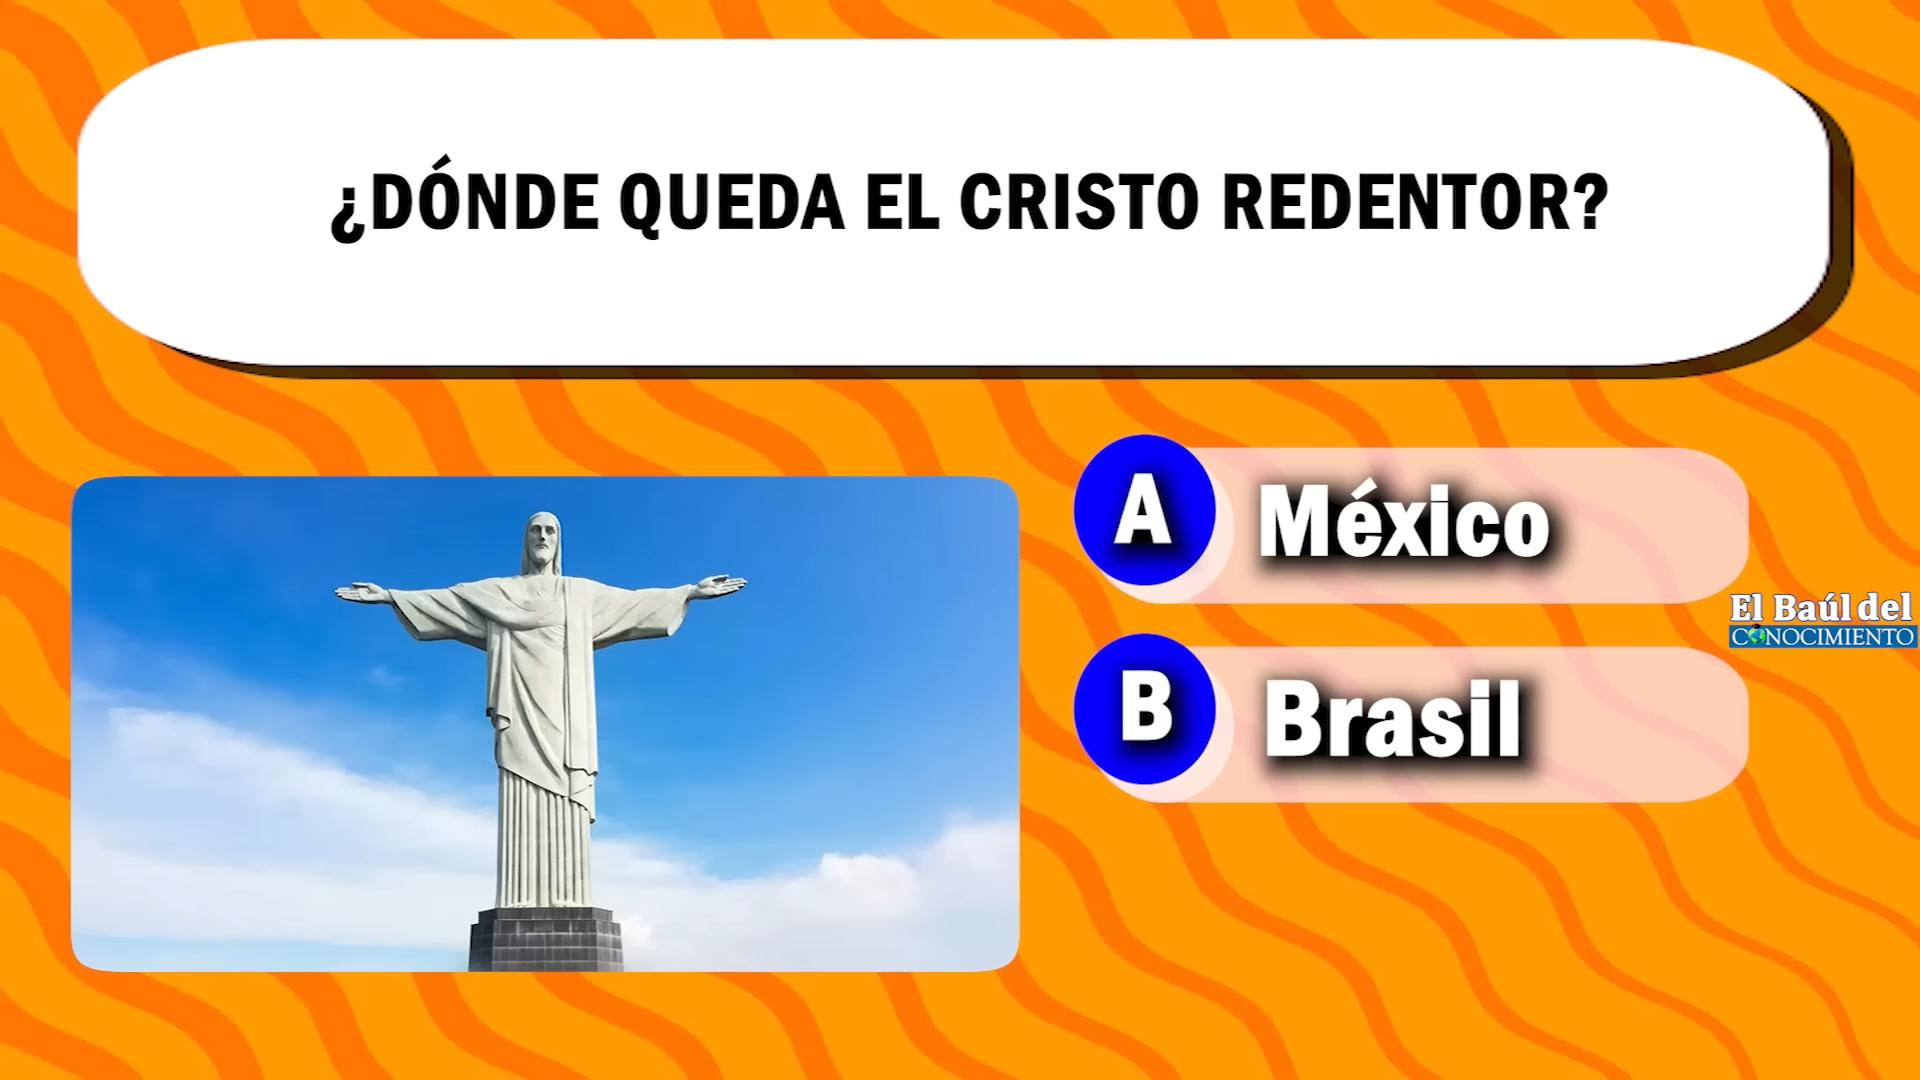 ¿DÓNDE QUEDA EL CRISTO REDENTOR?
A México
B Brasil
El Baúl del
CONOCIMIENTO